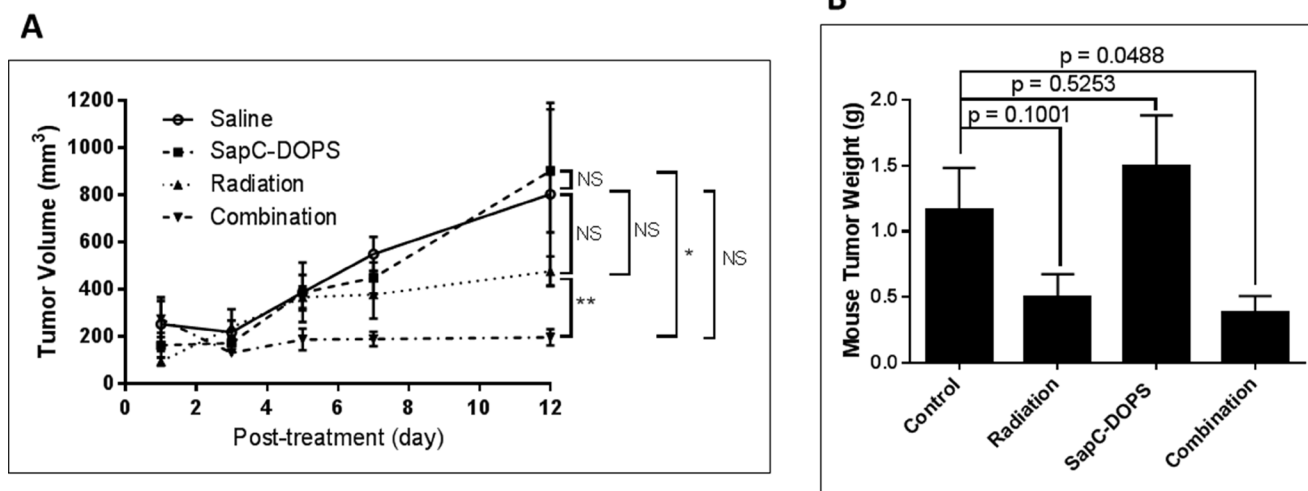 A
Tumor Volume (mm³)
1200
1000
800
600
400
200
0
Saline
SapC-DOPS
Radiation
Combination
NS
NS
NS
*
NS
**
0 2 4 6 8 10 12
Post-treatment (day)
B
p = 0.0488
p = 0.5253
p = 0.1001
Mouse Tumor Weight (g)
2.0
1.5
1.0
0.5
0.0
Control
Radiation
SapC-DOPS
Combination